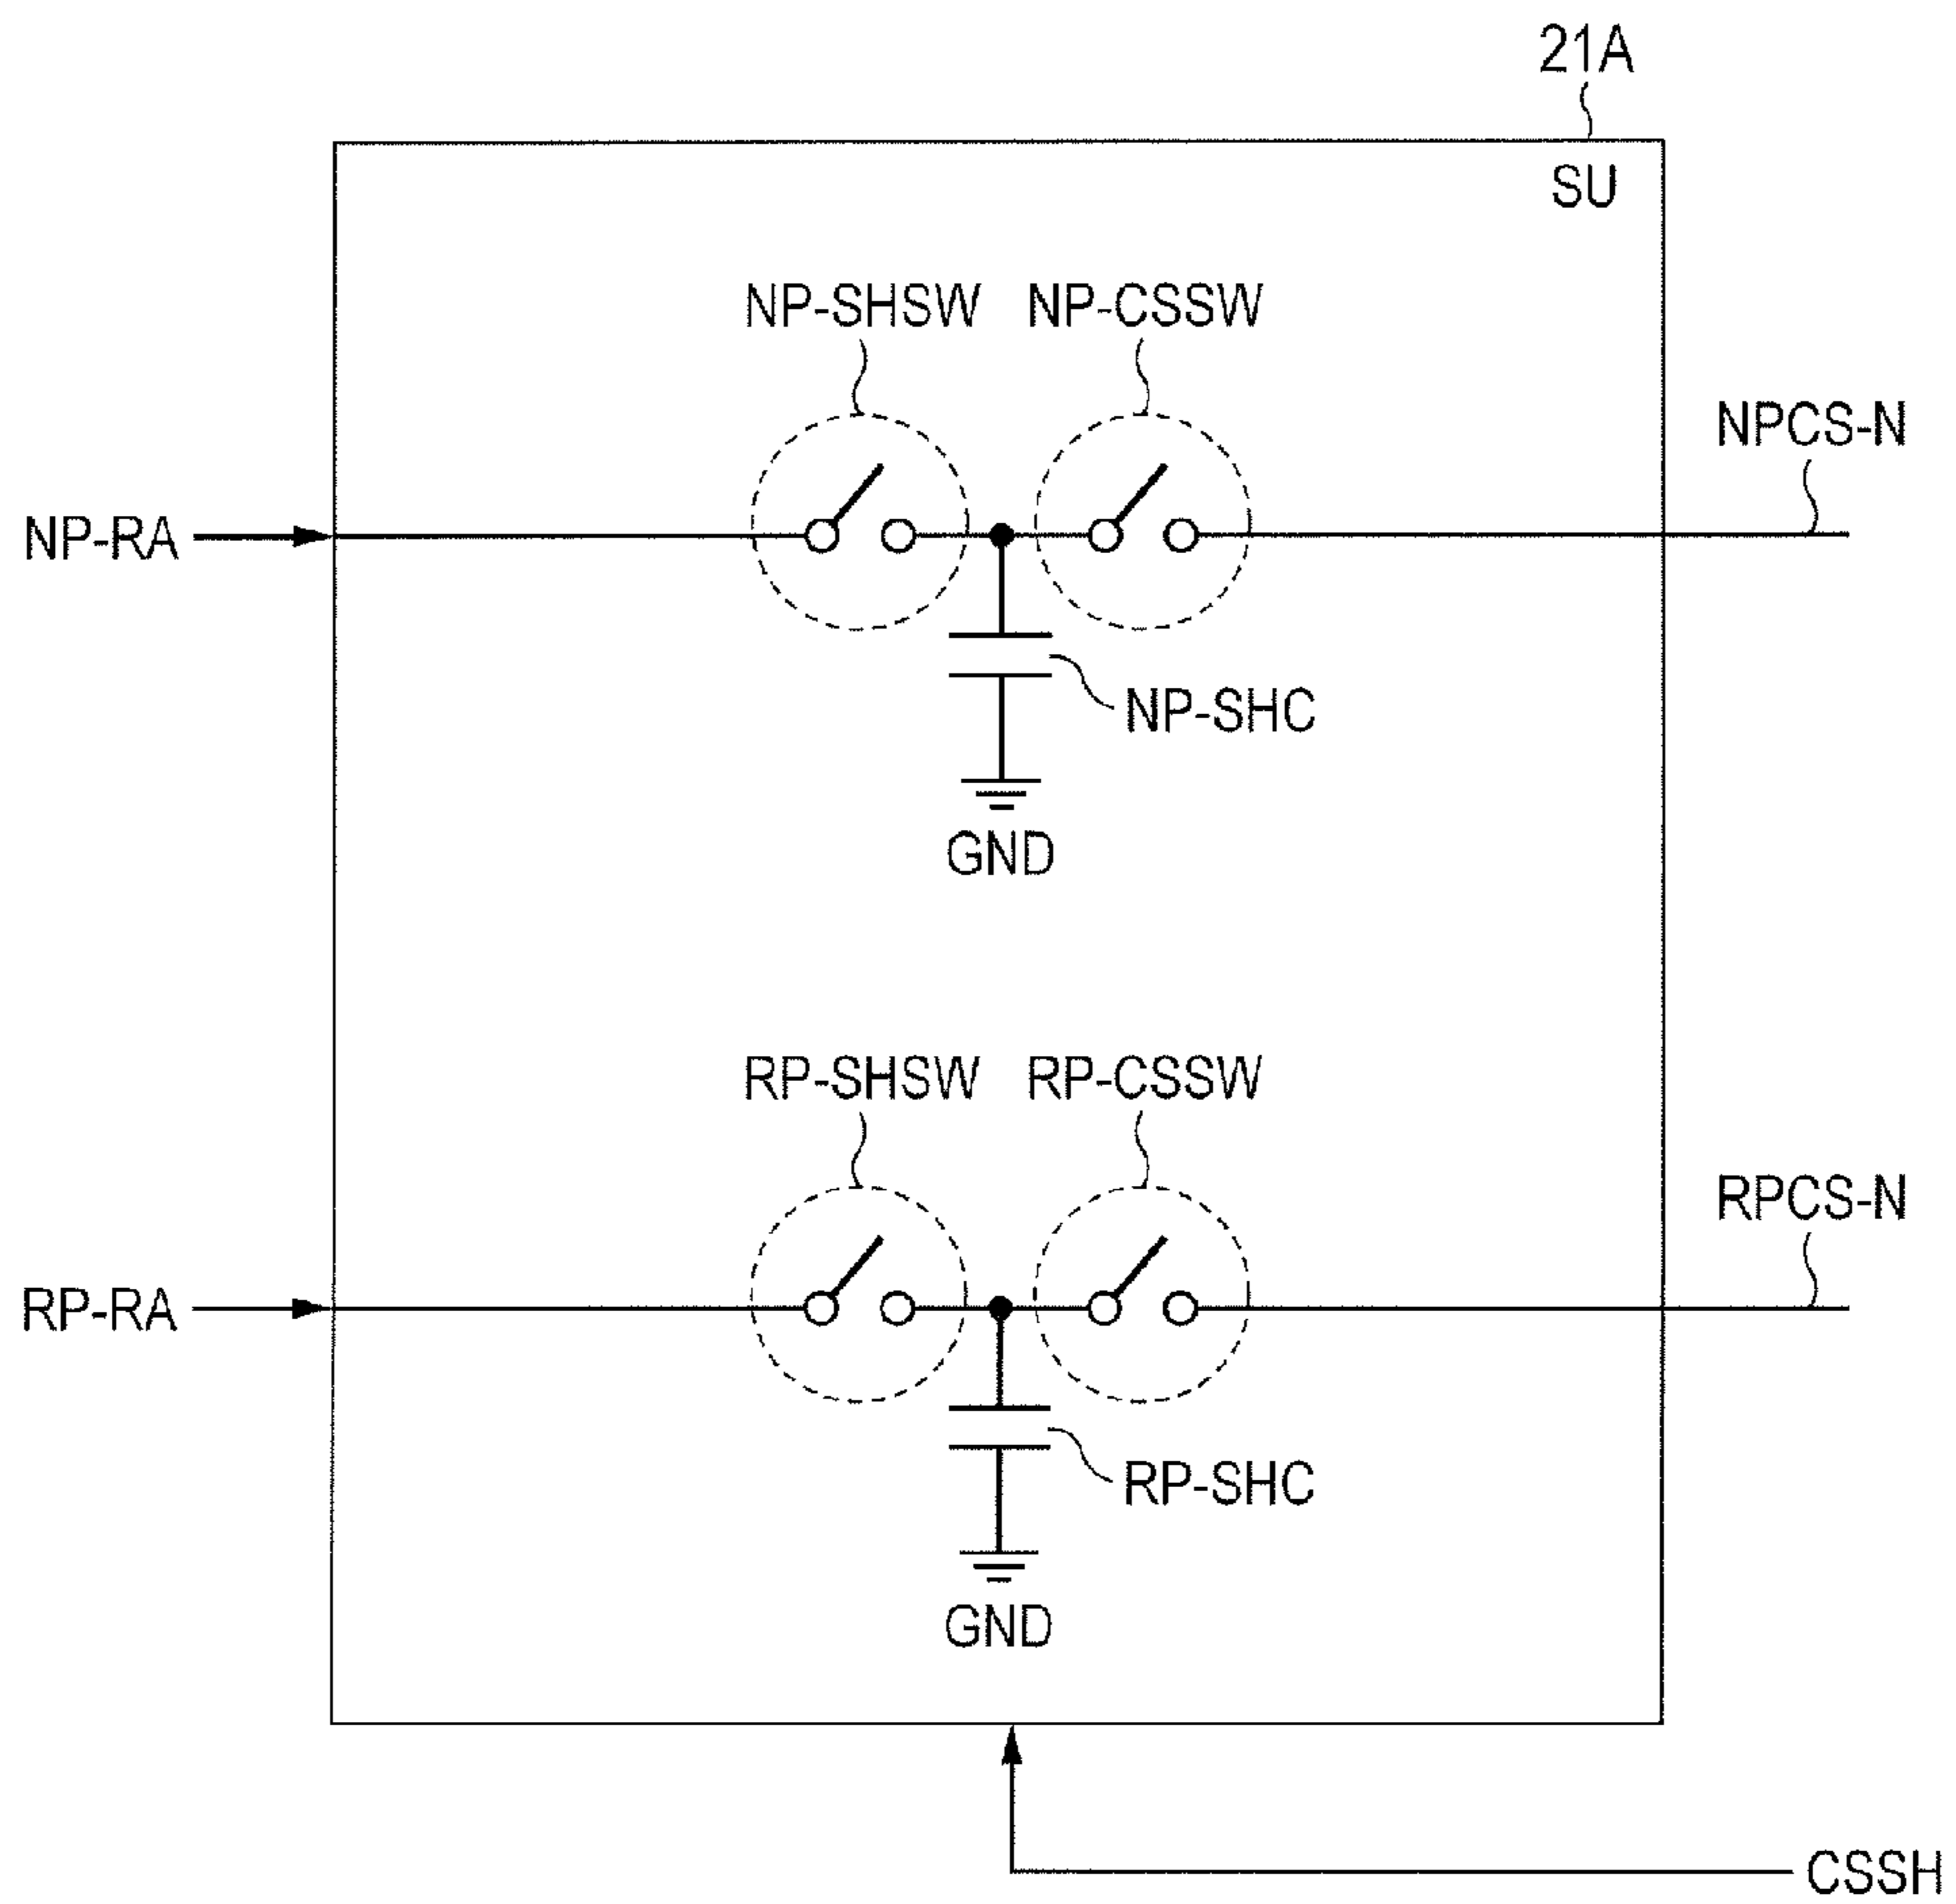 21A
SU
NP-SHSW NP-CSSW
NPCS-N
NP-RA
NP-SHC
GND
RP-SHSW RP-CSSW
RPCS-N
RP-RA
RP-SHC
GND
CSSH